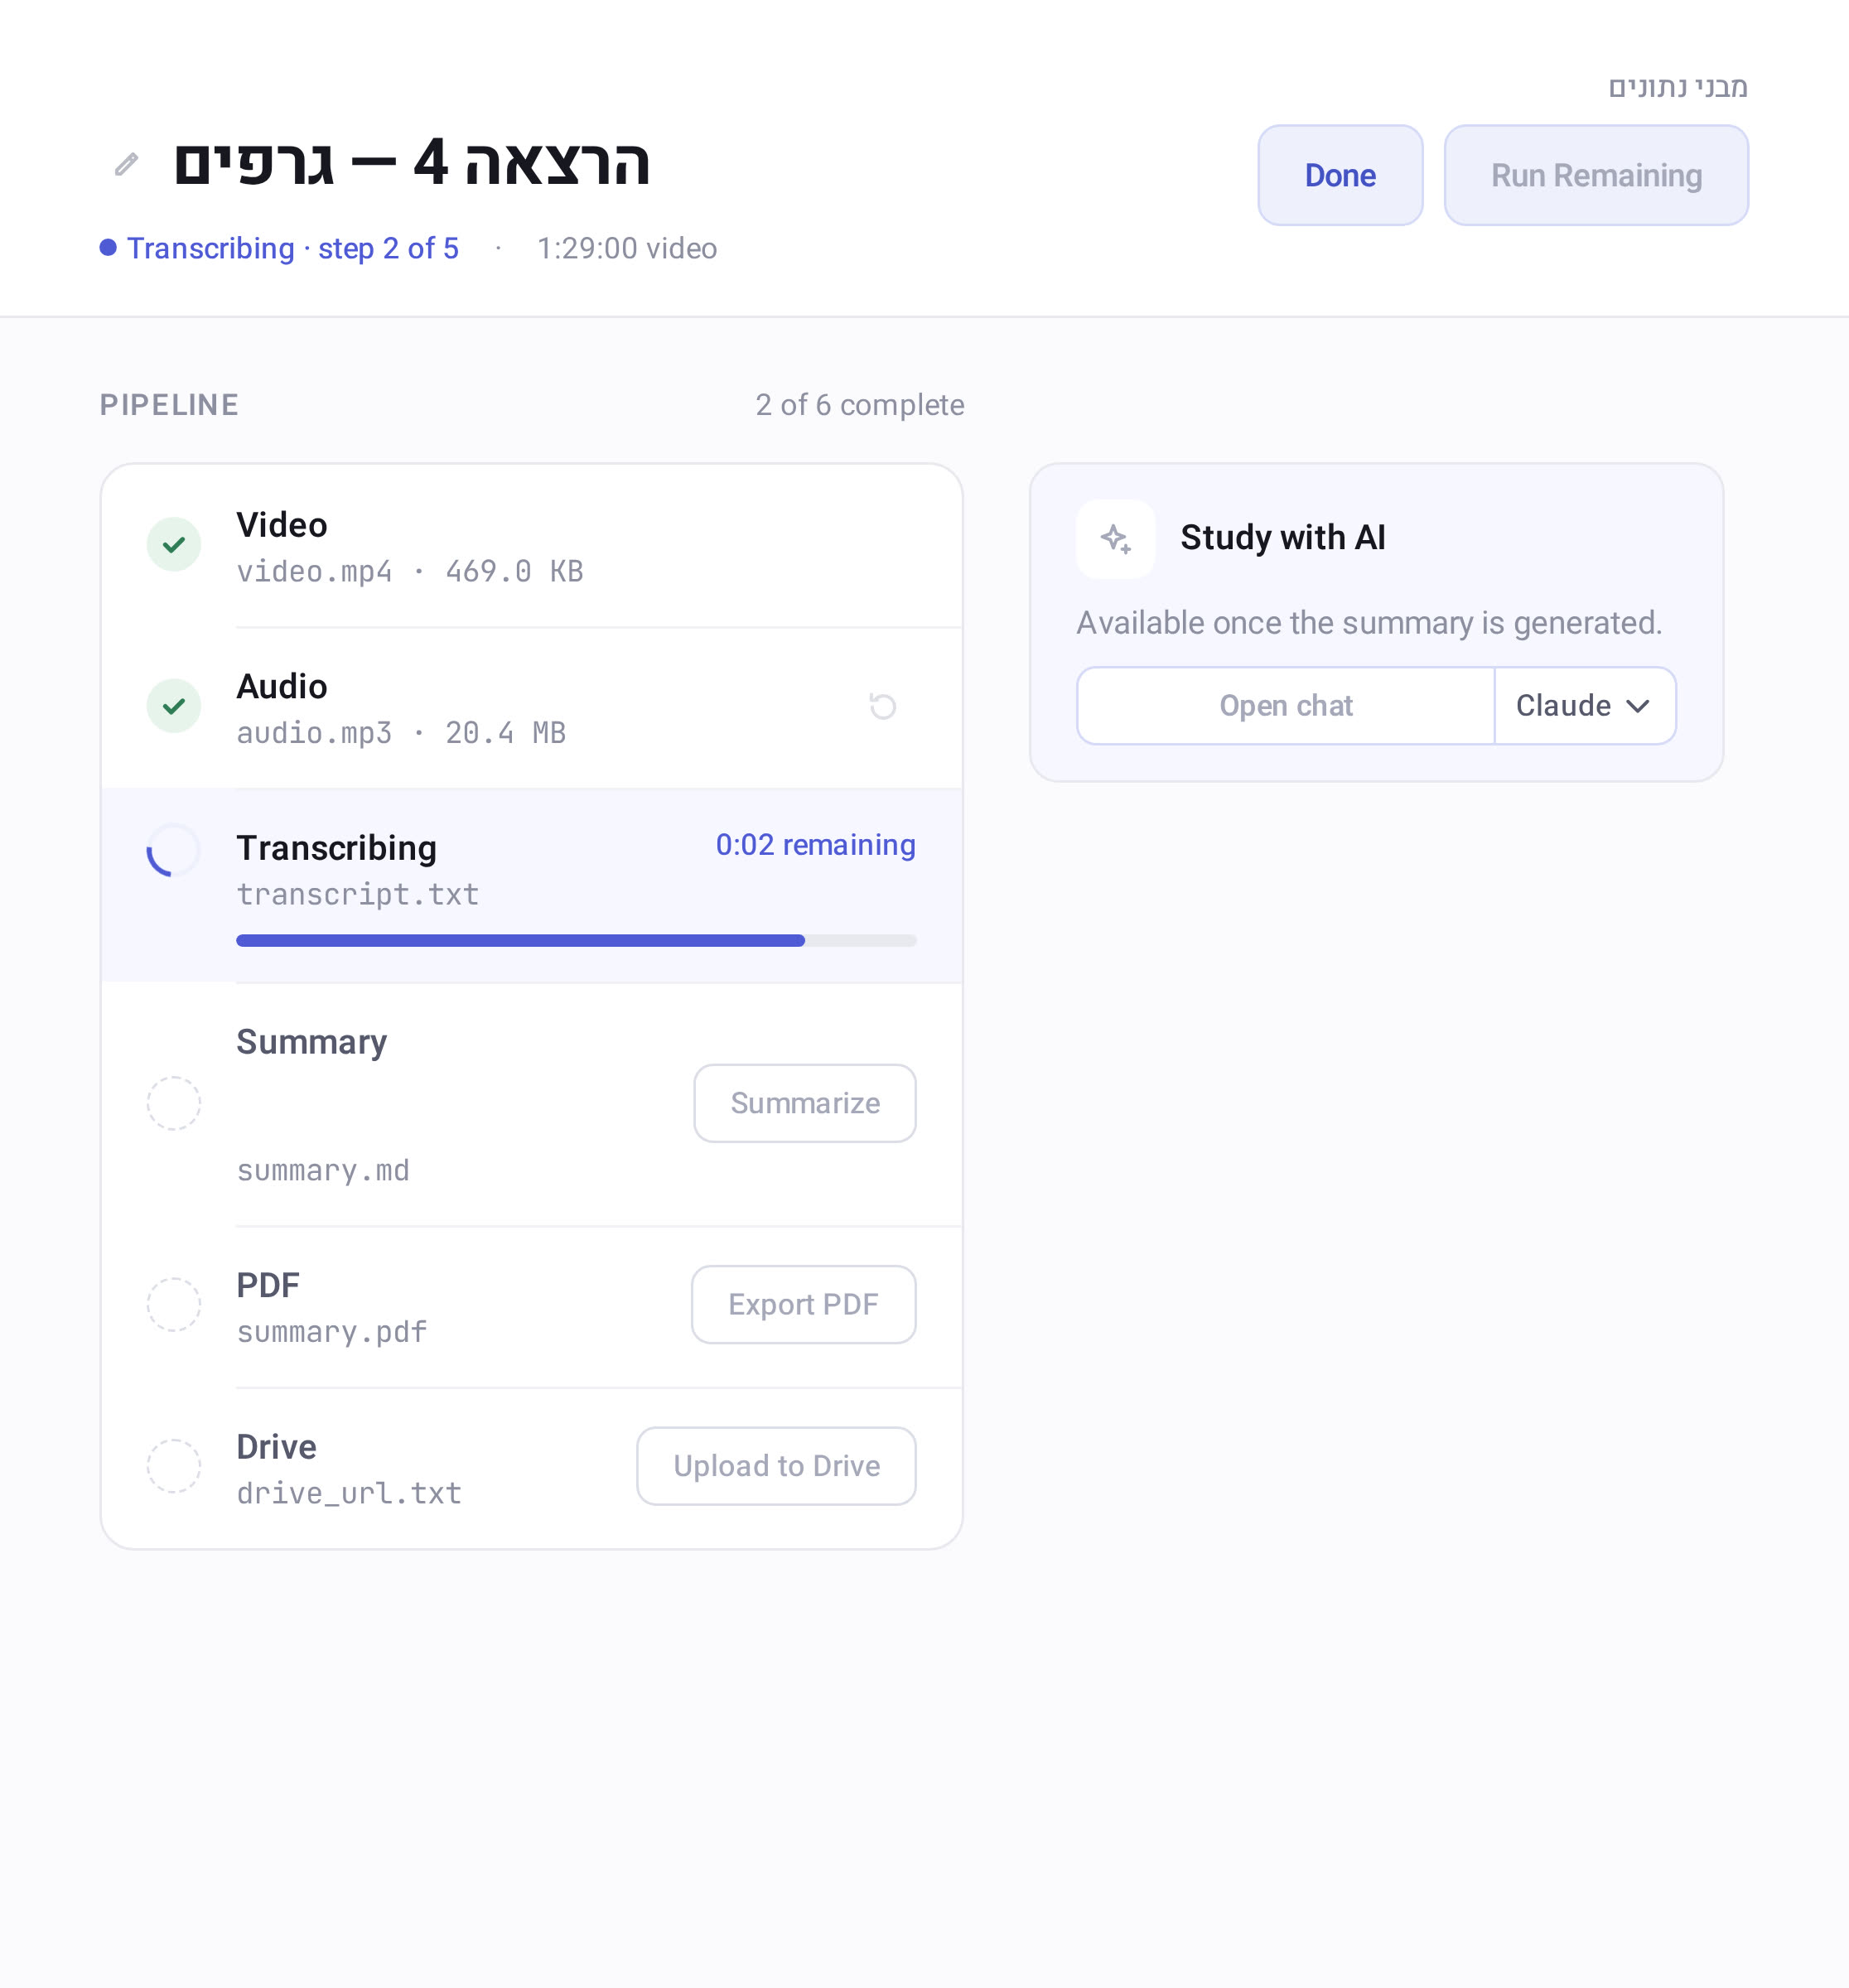 מבני נתונים
הרצאה 4 — גרפים
Done
Run Remaining
Transcribing · step 2 of 5 · 1:29:00 video
PIPELINE
2 of 6 complete
Video
video.mp4 · 469.0 KB
Audio
audio.mp3 · 20.4 MB
Transcribing
0:02 remaining
transcript.txt
Summary
Summarize
summary.md
PDF
summary.pdf
Export PDF
Drive
drive_url.txt
Upload to Drive
Study with AI
Available once the summary is generated.
Open chat
Claude